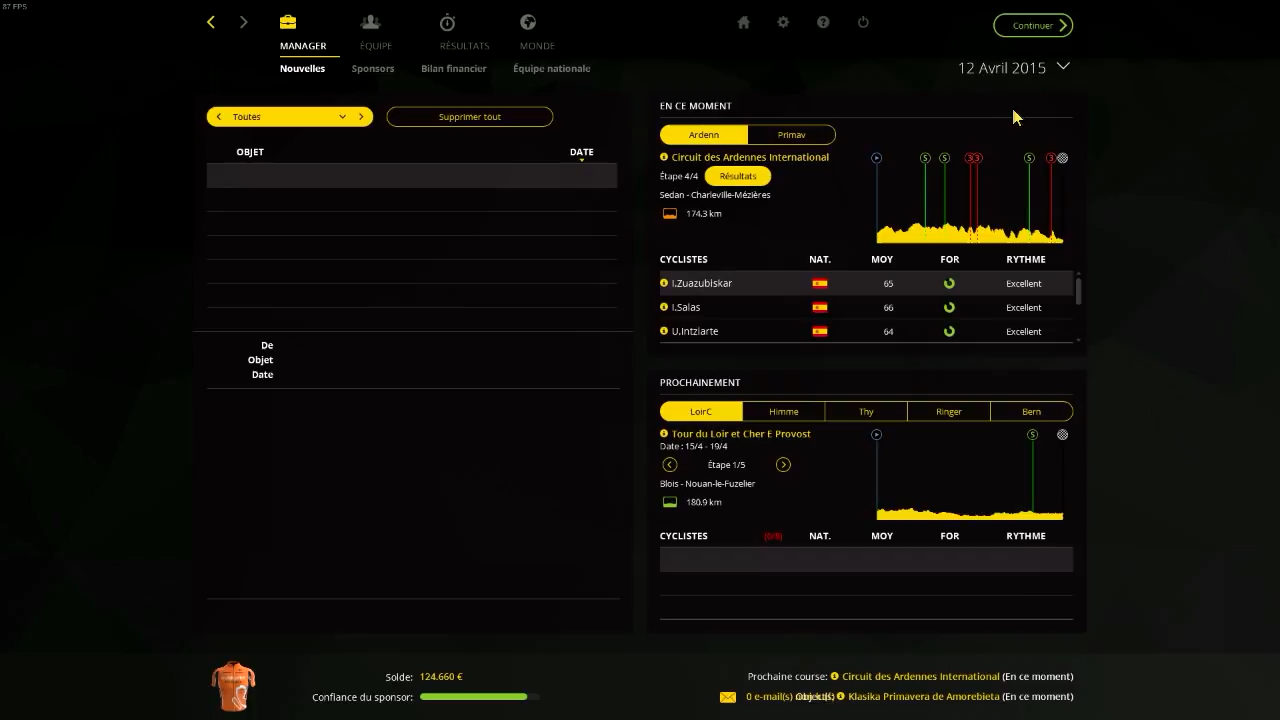 87 FPS
MANAGER ÉQUIPE RÉSULTATS MONDE
Continuer
Nouvelles Sponsors Bilan financier Équipe nationale
12 Avril 2015
Toutes Supprimer tout
OBJET DATE
De
Objet
Date
EN CE MOMENT
Ardenn Primav
Circuit des Ardennes International
Étape 4/4 Résultats
Sedan - Charleville-Mézières
174.3 km
S S 3 3 S 3
CYCLISTES NAT. MOY FOR RYTHME
I.Zuazubiskar 65 Excellent
I.Salas 66 Excellent
U.Intziarte 64 Excellent
PROCHAINEMENT
LoirC Himme Thy Ringer Bern
Tour du Loir et Cher E Provost
Date : 15/4 - 19/4
Étape 1/5
Blois - Nouan-le-Fuzelier
180.9 km
S
CYCLISTES (0/8) NAT. MOY FOR RYTHME
Solde: 124.660 €
Confiance du sponsor:
Prochaine course: Circuit des Ardennes International (En ce moment)
0 e-mail(s) Klasika Primavera de Amorebieta (En ce moment)